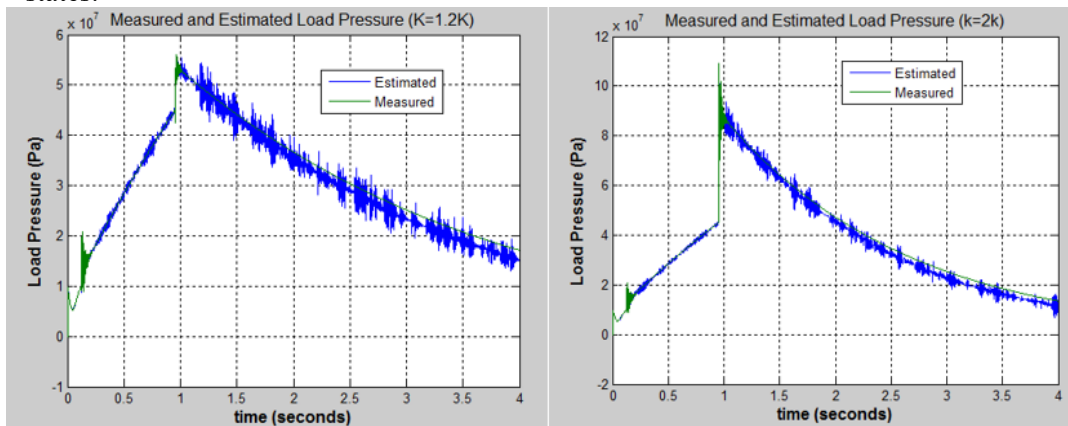 x 10^7
Measured and Estimated Load Pressure (K=1.2K)
Load Pressure (Pa)
6
5
4
3
2
1
0
-1
Estimated
Measured
0 0.5 1 1.5 2 2.5 3 3.5 4
time (seconds)
x 10^7
Measured and Estimated Load Pressure (k=2k)
Load Pressure (Pa)
12
10
8
6
4
2
0
-2
Estimated
Measured
0 0.5 1 1.5 2 2.5 3 3.5 4
time (seconds)